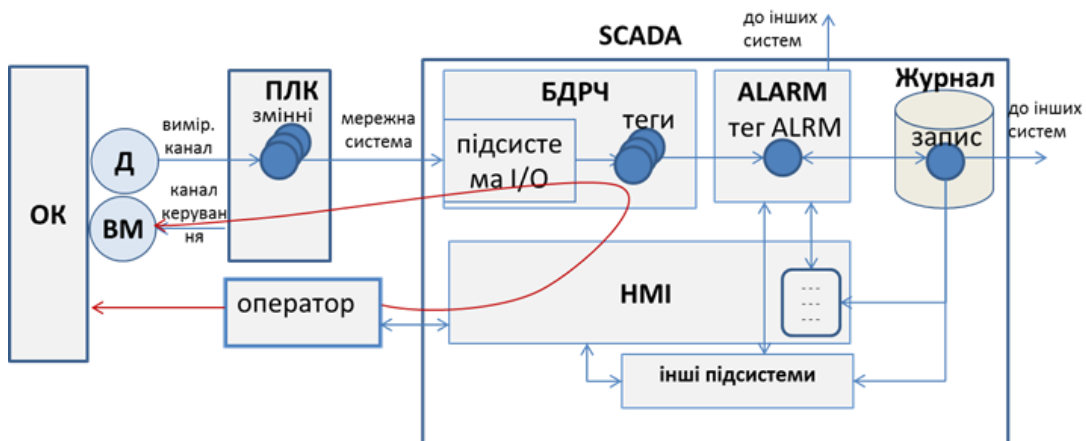 до інших
систем
SCADA
ПЛК
змінні
БДРЧ
теги
ALARM
тег ALRM
Журнал
запис
до інших
систем
вимір.
канал
мережна
система
підсисте
ма І/О
Д
ОК
канал
керуван
ня
ВМ
оператор
HMI
---
---
---
інші підсистеми